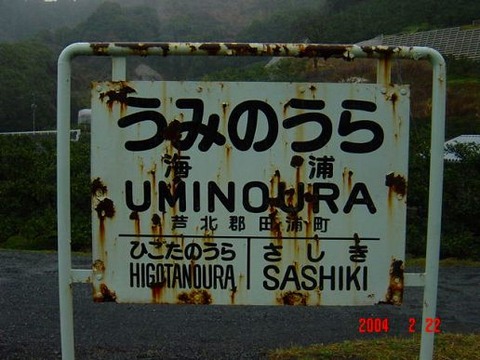 うみのうら
海 浦
UMINOURA
芦北郡田浦町
ひごたのうら さしき
HIGOTANOURA SASHIKI
2004 2 22